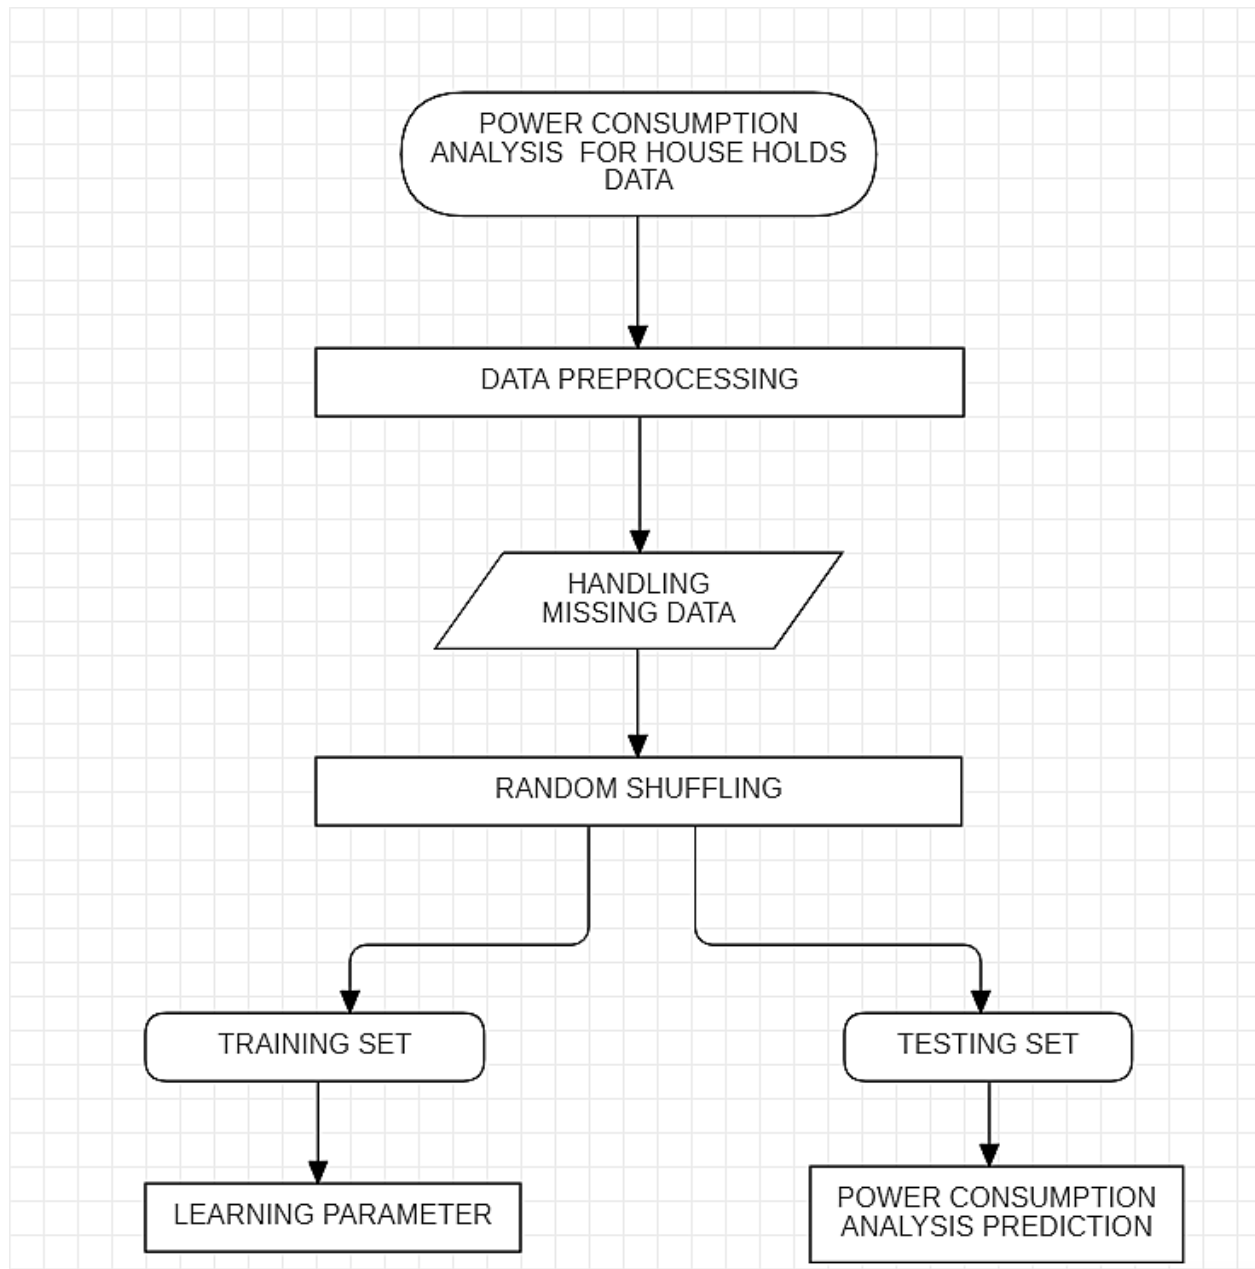 POWER CONSUMPTION
ANALYSIS  FOR HOUSE HOLDS
DATA
DATA PREPROCESSING
HANDLING
MISSING DATA
RANDOM SHUFFLING
TRAINING SET
TESTING SET
LEARNING PARAMETER
POWER CONSUMPTION
ANALYSIS PREDICTION